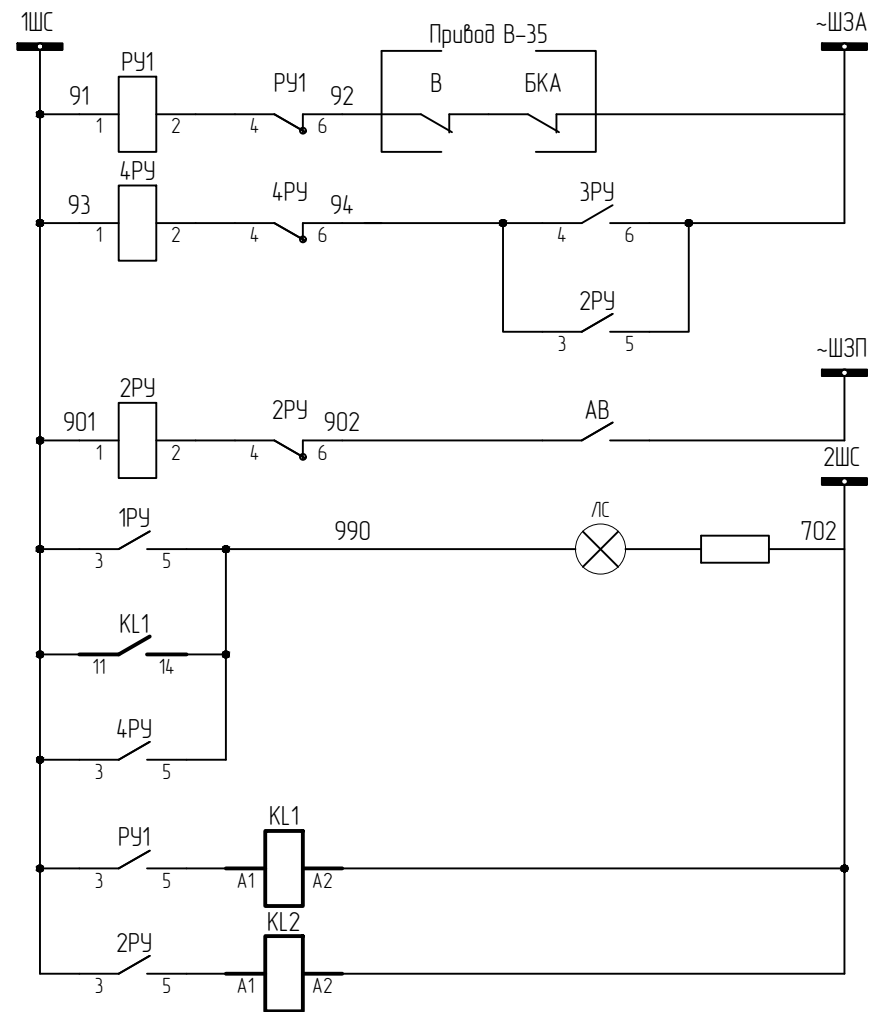 1ШС
Привод В-35
~ШЗА
РУ1
РУ1
В
БКА
91
92
1
2
4
6
4РУ
4РУ
3РУ
93
94
1
2
4
6
4
6
2РУ
3
5
~ШЗП
2РУ
2РУ
АВ
901
902
1
2
4
6
2ШС
1РУ
ЛС
990
702
3
5
KL1
11
14
4РУ
3
5
РУ1
KL1
3
5
A1
A2
2РУ
KL2
3
5
A1
A2